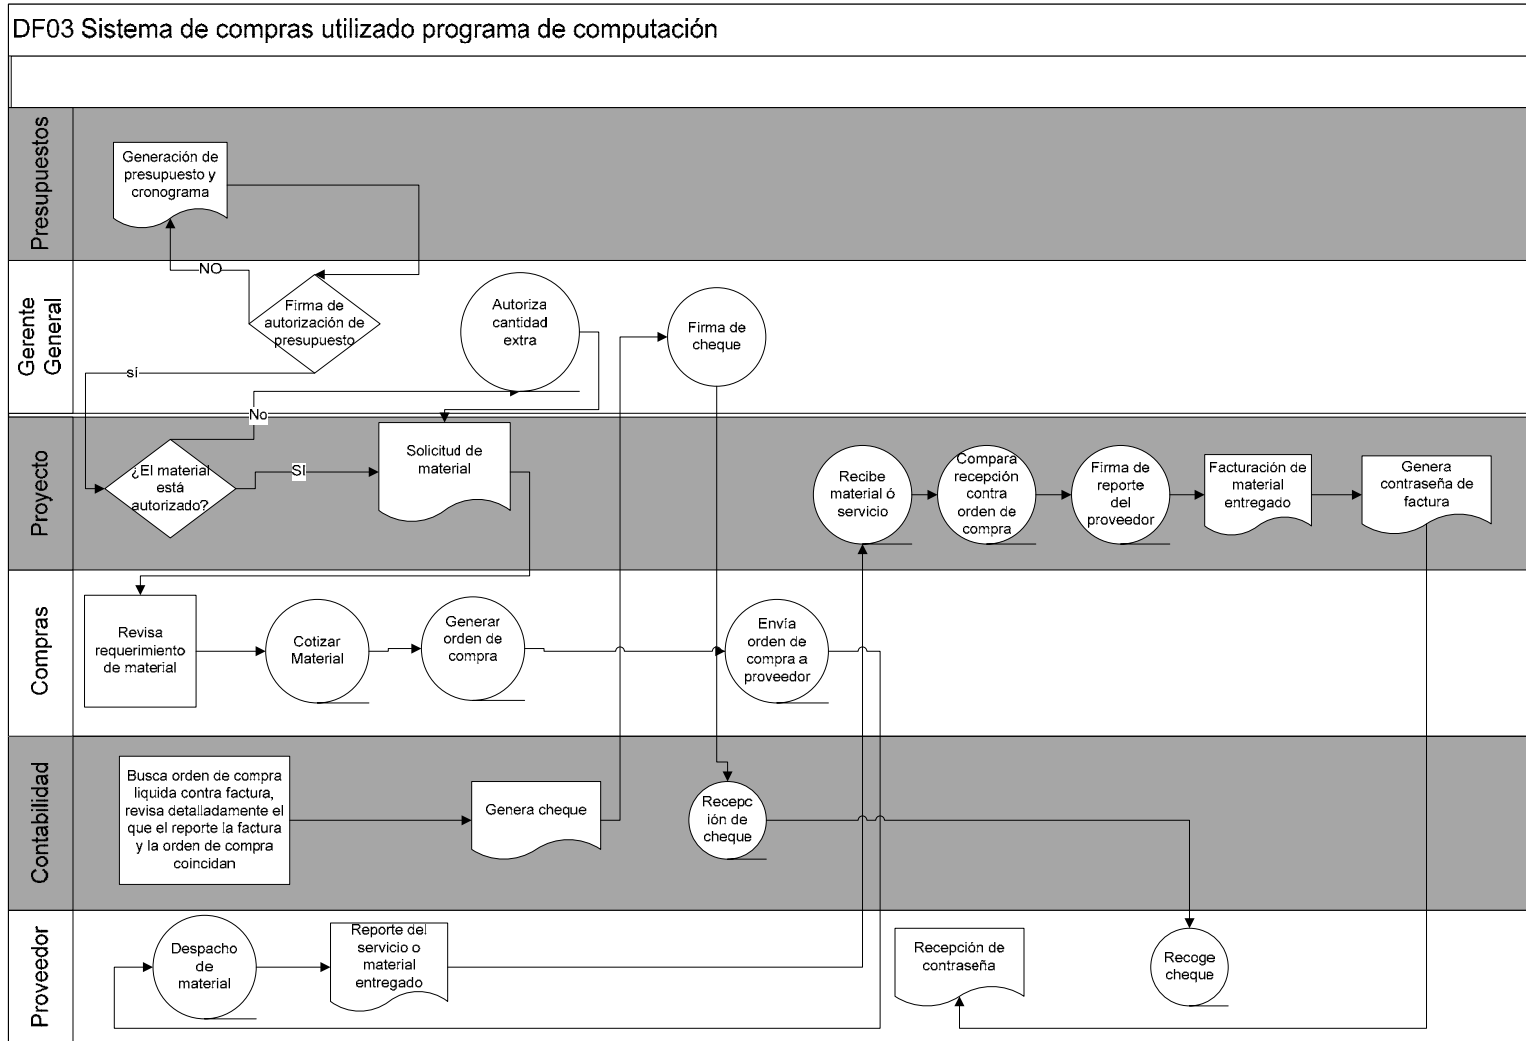 DF03 Sistema de compras utilizado programa de computación
Presupuestos
Generación de
presupuesto y
cronograma
NO
Gerente
General
Firma de
autorización de
presupuesto
sí
Autoriza
cantidad
extra
Firma de
cheque
No
Proyecto
¿El material
está
autorizado?
SI
Solicitud de
material
Recibe
material ó
servicio
Compara
recepción
contra
orden de
compra
Firma de
reporte
del
proveedor
Facturación de
material
entregado
Genera
contraseña de
factura
Compras
Revisa
requerimiento
de material
Cotizar
Material
Generar
orden de
compra
Envía
orden de
compra a
proveedor
Contabilidad
Busca orden de compra
liquida contra factura,
revisa detalladamente el
que el reporte la factura
y la orden de compra
coincidan
Genera cheque
Recepc
ión de
cheque
Proveedor
Despacho
de
material
Reporte del
servicio o
material
entregado
Recepción de
contraseña
Recoge
cheque